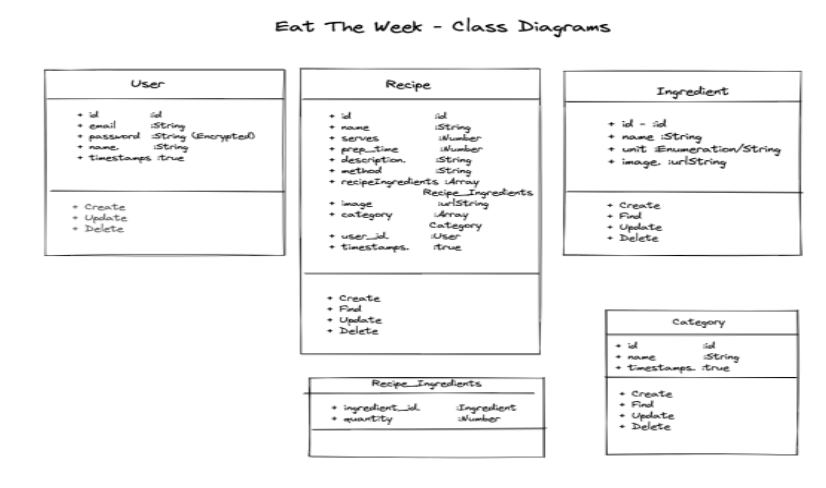 Eat The Week - Class Diagrams
User
+ id :id
+ email :String
+ password :String (Encrypted)
+ name :String
+ timestamps :true
+ Create
+ Update
+ Delete
Recipe
+ id :id
+ name :String
+ serves :Number
+ prep_time :Number
+ description :String
+ method :String
+ recipeIngredients :Array
Recipe_Ingredients
+ image :urlString
+ category :Array
Category
+ user_id :User
+ timestamps :true
+ Create
+ Find
+ Update
+ Delete
Ingredient
+ id - :id
+ name :String
+ unit :Enumeration/String
+ image :urlString
+ Create
+ Find
+ Update
+ Delete
Recipe_Ingredients
+ ingredient_id :Ingredient
+ quantity :Number
Category
+ id :id
+ name :String
+ timestamps :true
+ Create
+ Find
+ Update
+ Delete